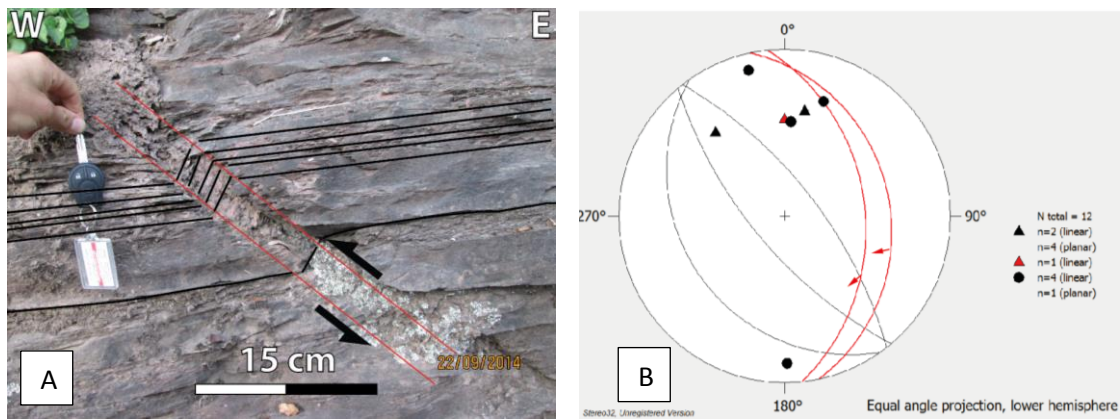 W
E
22/09/2014
15 cm
A
0°
270°
90°
180°
N total = 12
n=2 (linear)
n=4 (planar)
n=1 (linear)
n=4 (linear)
n=1 (planar)
B
Stereo32, Unregistered Version
Equal angle projection, lower hemisphere